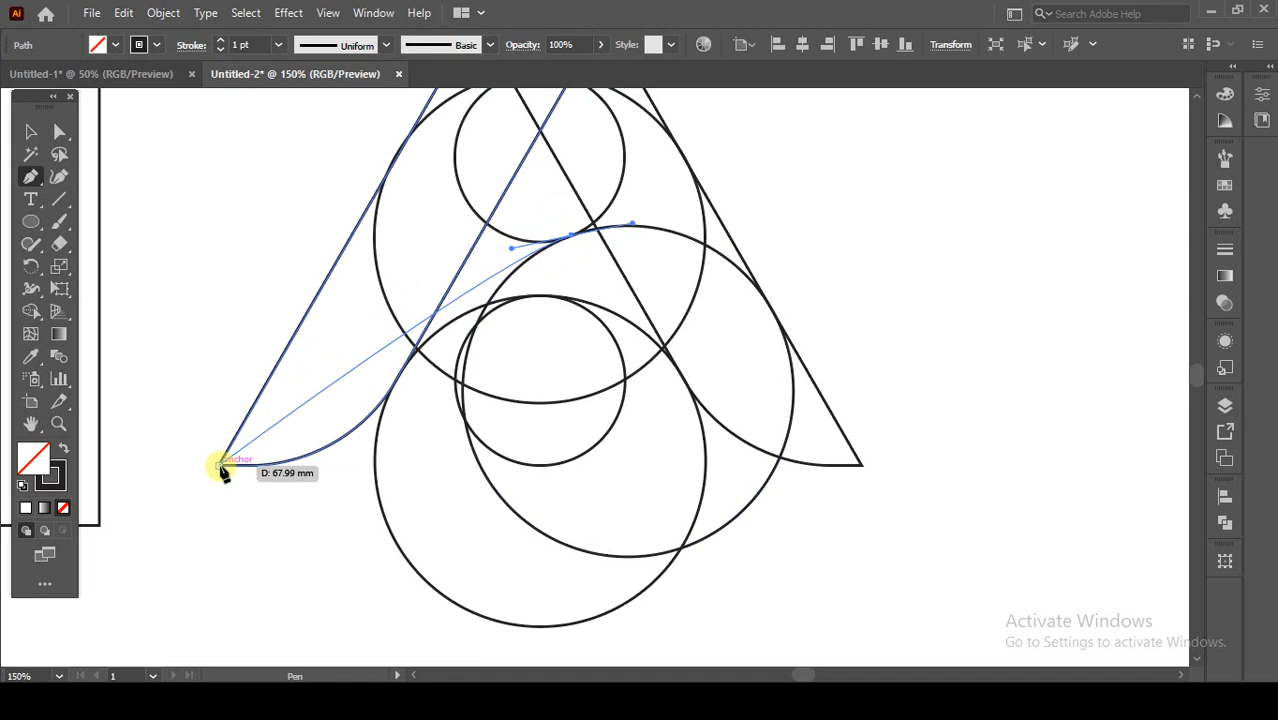 Ai File Edit Object Type Select Effect View Window Help Search Adobe Help
Path Stroke: 1 pt Uniform Basic Opacity: 100% Style: Transform
Untitled-1* @ 50% (RGB/Preview) × Untitled-2* @ 150% (RGB/Preview) ×
anchor
D: 67.99 mm
Activate Windows
Go to Settings to activate Windows.
150% 1 Pen